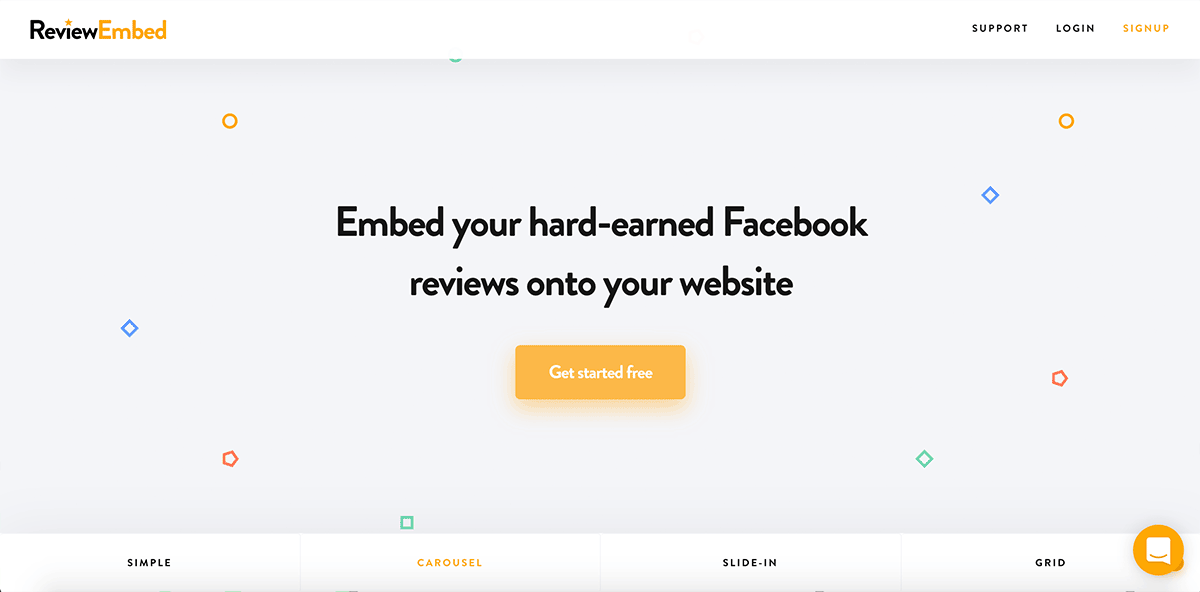 ReviewEmbed
SUPPORT LOGIN SIGNUP
Embed your hard-earned Facebook
reviews onto your website
Get started free
SIMPLE CAROUSEL SLIDE-IN GRID